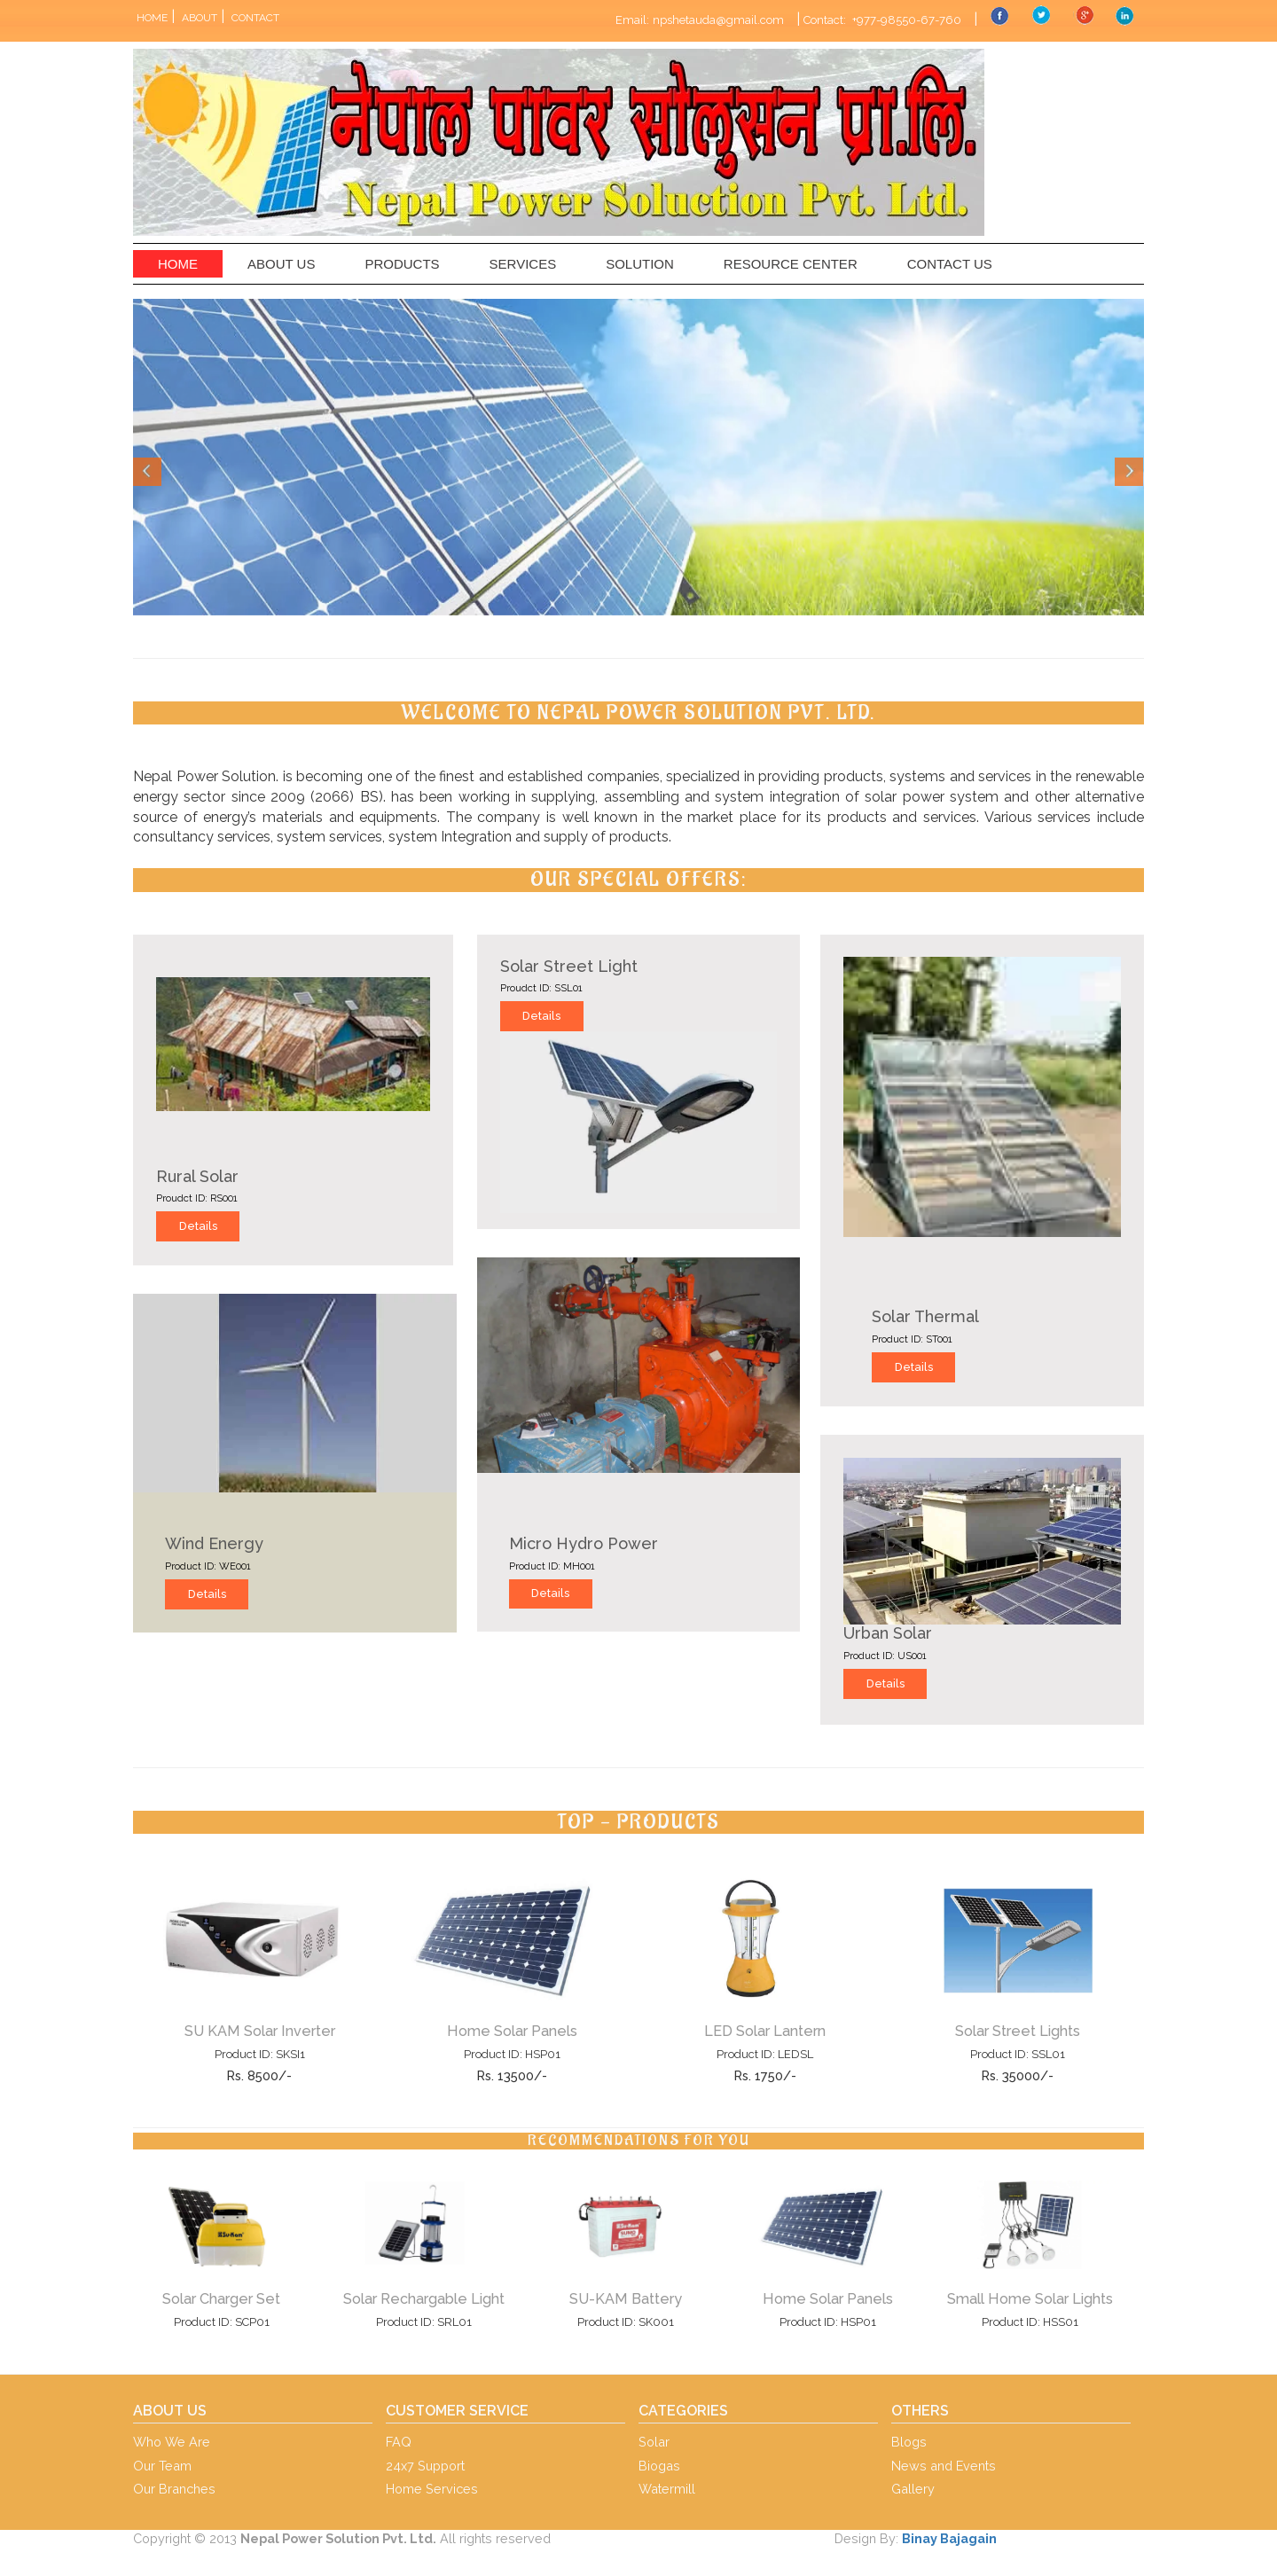 HOME ABOUT CONTACT
Email: npshetauda@gmail.com Contact: +977-98550-67-760
नेपाल पावर सोलुसन प्रा.लि.
Nepal Power Soluction Pvt. Ltd.
HOME ABOUT US PRODUCTS SERVICES SOLUTION RESOURCE CENTER CONTACT US
WELCOME TO NEPAL POWER SOLUTION PVT. LTD.
Nepal Power Solution. is becoming one of the finest and established companies, specialized in providing products, systems and services in the renewable
energy sector since 2009 (2066) BS). has been working in supplying, assembling and system integration of solar power system and other alternative
source of energy's materials and equipments. The company is well known in the market place for its products and services. Various services include
consultancy services, system services, system Integration and supply of products.
OUR SPECIAL OFFERS:
Rural Solar
Proudct ID: RS001
Details
Wind Energy
Product ID: WE001
Details
Solar Street Light
Proudct ID: SSL01
Details
Micro Hydro Power
Product ID: MH001
Details
Solar Thermal
Product ID: ST001
Details
Urban Solar
Product ID: US001
Details
TOP – PRODUCTS
SU KAM Solar Inverter Home Solar Panels LED Solar Lantern Solar Street Lights
Product ID: SKSI1 Product ID: HSP01 Product ID: LEDSL Product ID: SSL01
Rs. 8500/- Rs. 13500/- Rs. 1750/- Rs. 35000/-
RECOMMENDATIONS FOR YOU
Solar Charger Set Solar Rechargable Light SU-KAM Battery Home Solar Panels Small Home Solar Lights
Product ID: SCP01 Product ID: SRL01 Product ID: SK001 Product ID: HSP01 Product ID: HSS01
ABOUT US CUSTOMER SERVICE CATEGORIES OTHERS
Who We Are FAQ Solar Blogs
Our Team 24x7 Support Biogas News and Events
Our Branches Home Services Watermill Gallery
Copyright © 2013 Nepal Power Solution Pvt. Ltd. All rights reserved Design By: Binay Bajagain